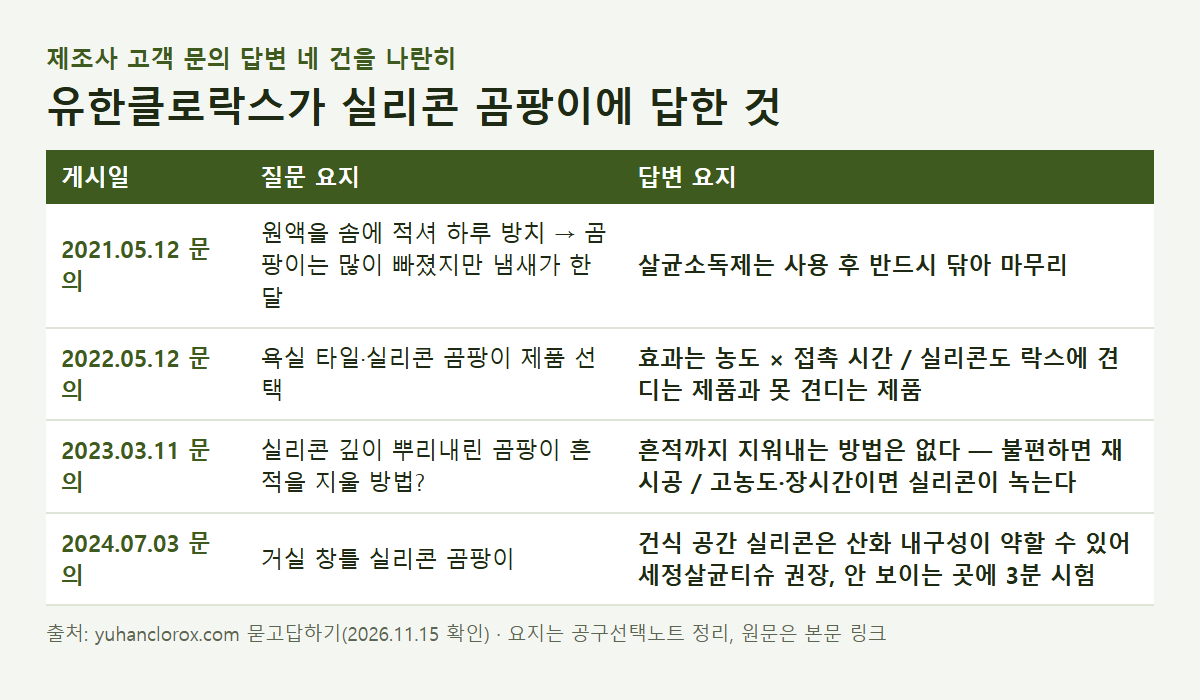 제조사 고객 문의 답변 네 건을 나란히
유한클로락스가 실리콘 곰팡이에 답한 것
게시일 질문 요지 답변 요지
2021.05.12 문의
원액을 솜에 적셔 하루 방치 → 곰
팡이는 많이 빠졌지만 냄새가 한
달
살균소독제는 사용 후 반드시 닦아 마무리
2022.05.12 문의
욕실 타일·실리콘 곰팡이 제품 선
택
효과는 농도 × 접촉 시간 / 실리콘도 락스에 견
디는 제품과 못 견디는 제품
2023.03.11 문의
실리콘 깊이 뿌리내린 곰팡이 흔
적을 지울 방법?
흔적까지 지워내는 방법은 없다 — 불편하면 재
시공 / 고농도·장시간이면 실리콘이 녹는다
2024.07.03 문의
거실 창틀 실리콘 곰팡이
건식 공간 실리콘은 산화 내구성이 약할 수 있어
세정살균티슈 권장, 안 보이는 곳에 3분 시험
출처: yuhanclorox.com 묻고답하기(2026.11.15 확인) · 요지는 공구선택노트 정리, 원문은 본문 링크